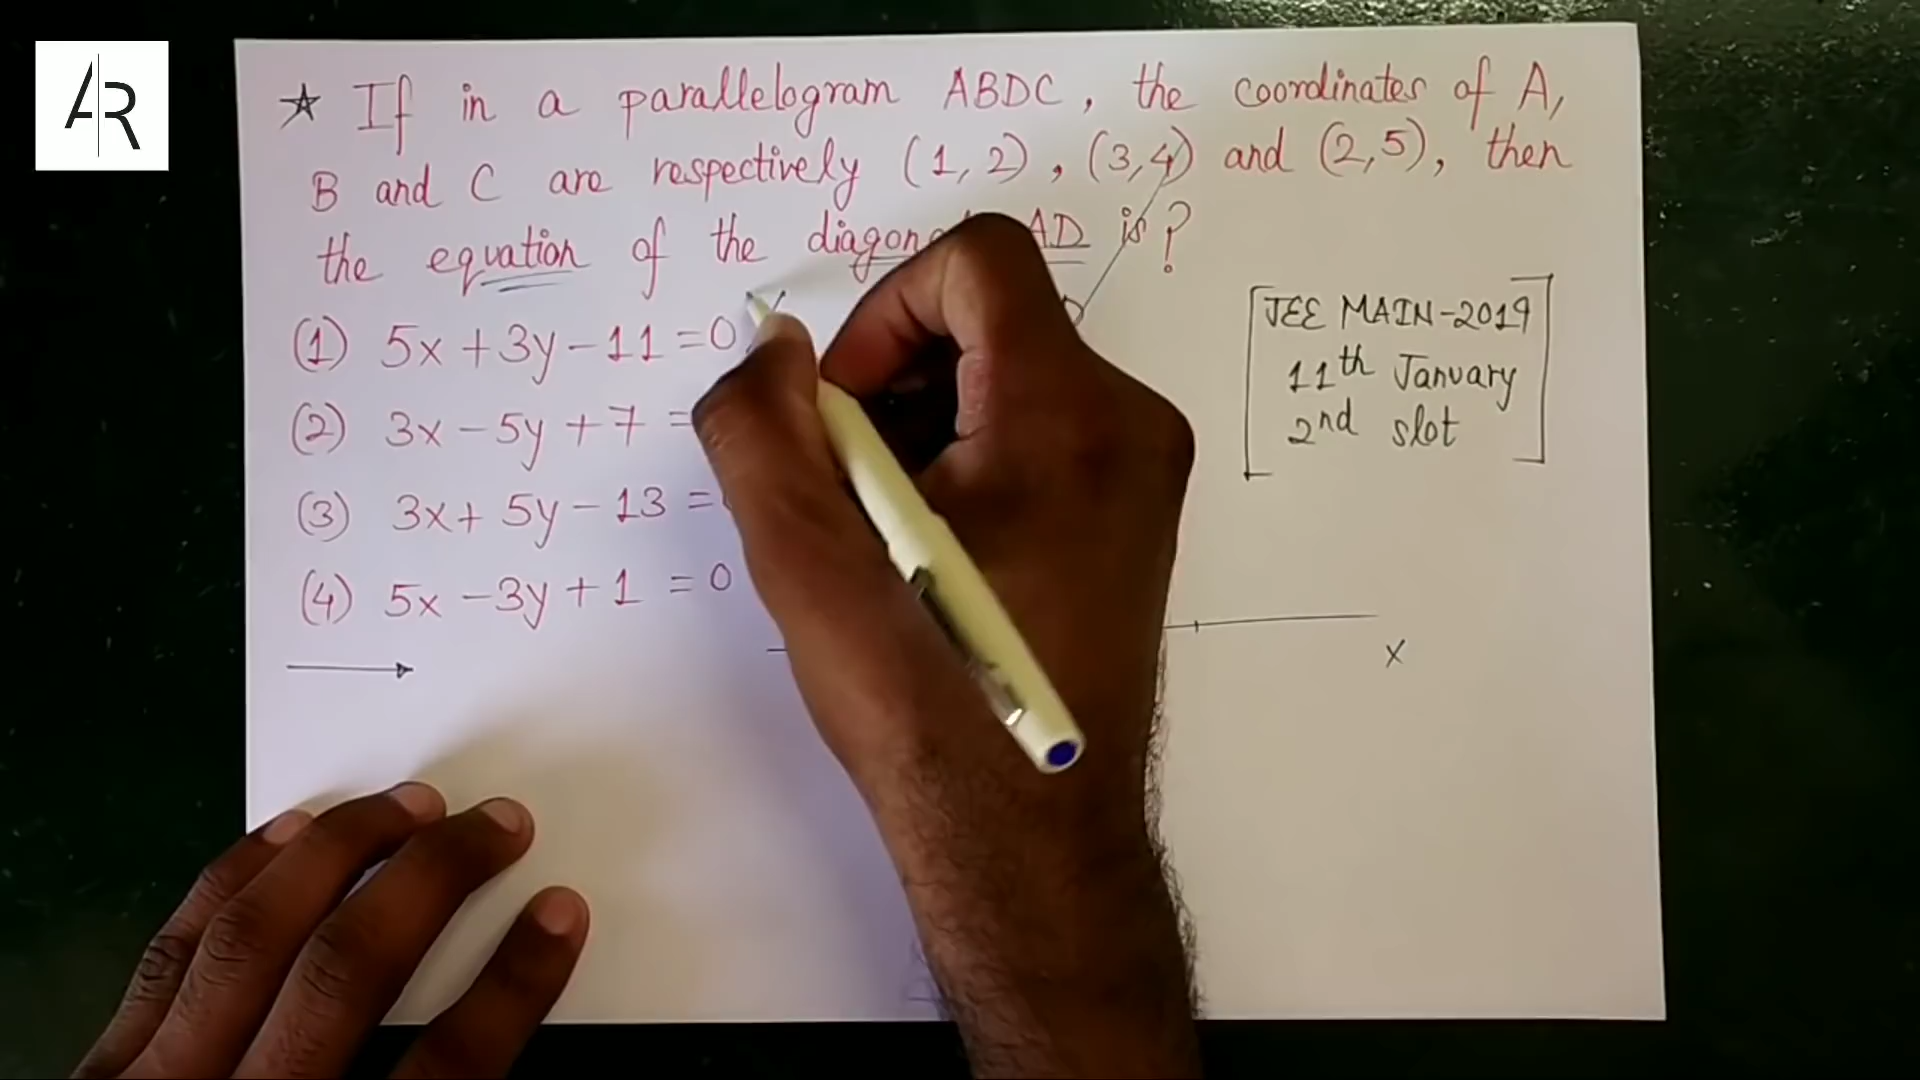 AR
☆ If in a parallelogram ABDC, the coordinates of A,
B and C are respectively (1,2), (3,4) and (2,5), then
the equation of the AD is?
(1) 5x+3y-11=0
(2) 3x-5y+7=
(3) 3x+5y-13=
(4) 5x-3y+1=0
[JEE MAIN-2019
11th January
2nd slot]
x